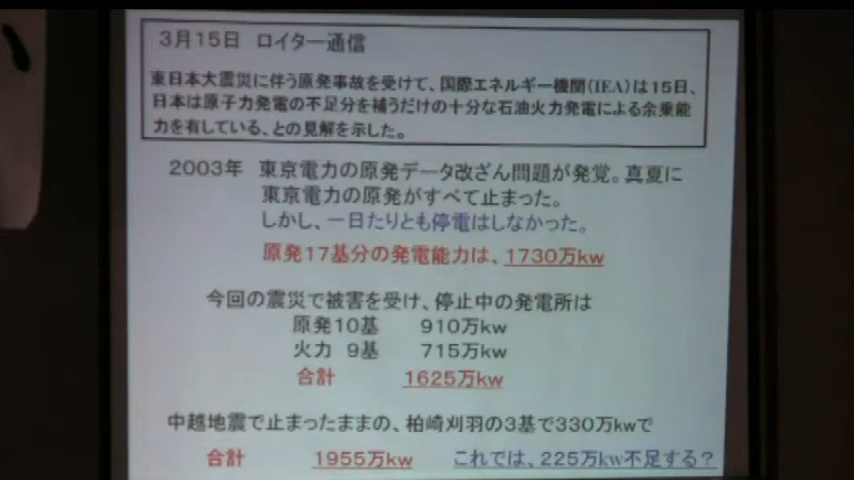 3月15日 ロイター通信
東日本大震災に伴う原発事故を受けて、国際エネルギー機関(IEA)は15日、
日本は原子力発電の不足分を補うだけの十分な石油火力発電による余乗能
力を有している、との見解を示した。
2003年 東京電力の原発データ改ざん問題が発覚。真夏に
東京電力の原発がすべて止まった。
しかし、一日たりとも停電はしなかった。
原発17基分の発電能力は、1730万kw
今回の震災で被害を受け、停止中の発電所は
原発10基 910万kw
火力 9基 715万kw
合計 1625万kw
中越地震で止まったままの、柏崎刈羽の3基で330万kwで
合計 1955万kw これでは、225万kw不足する?